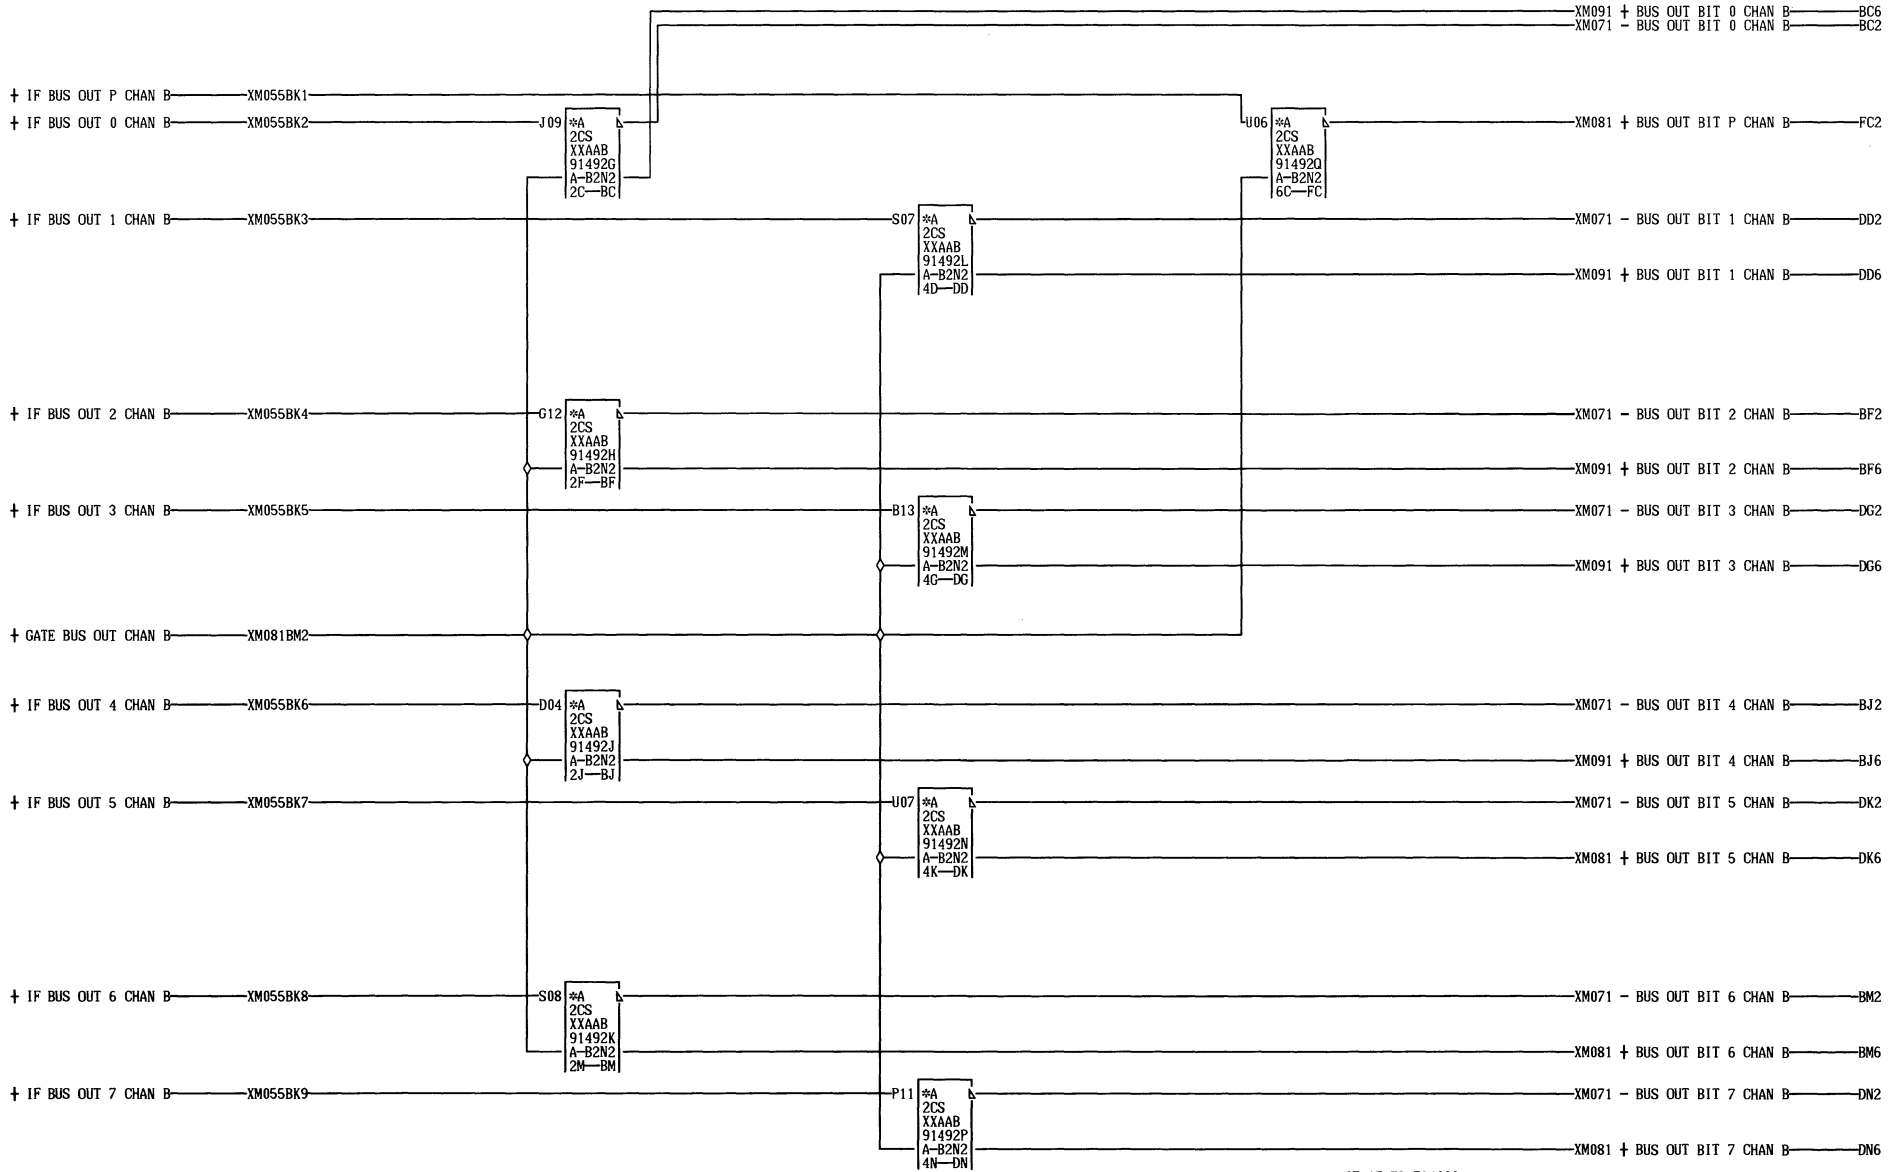 XM091 + BUS OUT BIT 0 CHAN B BC6
XM071 - BUS OUT BIT 0 CHAN B BC2
+ IF BUS OUT P CHAN B XM055BK1
+ IF BUS OUT 0 CHAN B XM055BK2 J09 *A U06 *A XM081 + BUS OUT BIT P CHAN B FC2
2CS 2CS
XXAAB XXAAB
91492G 91492Q
A-B2N2 A-B2N2
2C—BC 6C—FC
+ IF BUS OUT 1 CHAN B XM055BK3 S07 *A XM071 - BUS OUT BIT 1 CHAN B DD2
2CS
XXAAB
91492L
A-B2N2 XM091 + BUS OUT BIT 1 CHAN B DD6
4D—DD
+ IF BUS OUT 2 CHAN B XM055BK4 G12 *A XM071 - BUS OUT BIT 2 CHAN B BF2
2CS
XXAAB
91492H
A-B2N2 XM091 + BUS OUT BIT 2 CHAN B BF6
2F—BF
+ IF BUS OUT 3 CHAN B XM055BK5 B13 *A XM071 - BUS OUT BIT 3 CHAN B DG2
2CS
XXAAB
91492M
A-B2N2 XM091 + BUS OUT BIT 3 CHAN B DG6
4G—DG
+ GATE BUS OUT CHAN B XM081BM2
+ IF BUS OUT 4 CHAN B XM055BK6 D04 *A XM071 - BUS OUT BIT 4 CHAN B BJ2
2CS
XXAAB
91492J
A-B2N2 XM091 + BUS OUT BIT 4 CHAN B BJ6
2J—BJ
+ IF BUS OUT 5 CHAN B XM055BK7 U07 *A XM071 - BUS OUT BIT 5 CHAN B DK2
2CS
XXAAB
91492N
A-B2N2 XM081 + BUS OUT BIT 5 CHAN B DK6
4K—DK
+ IF BUS OUT 6 CHAN B XM055BK8 S08 *A XM071 - BUS OUT BIT 6 CHAN B BM2
2CS
XXAAB
91492K
A-B2N2 XM081 + BUS OUT BIT 6 CHAN B BM6
2M—BM
+ IF BUS OUT 7 CHAN B XM055BK9 P11 *A XM071 - BUS OUT BIT 7 CHAN B DN2
2CS
XXAAB
91492P
A-B2N2 XM081 + BUS OUT BIT 7 CHAN B DN6
4N—DN